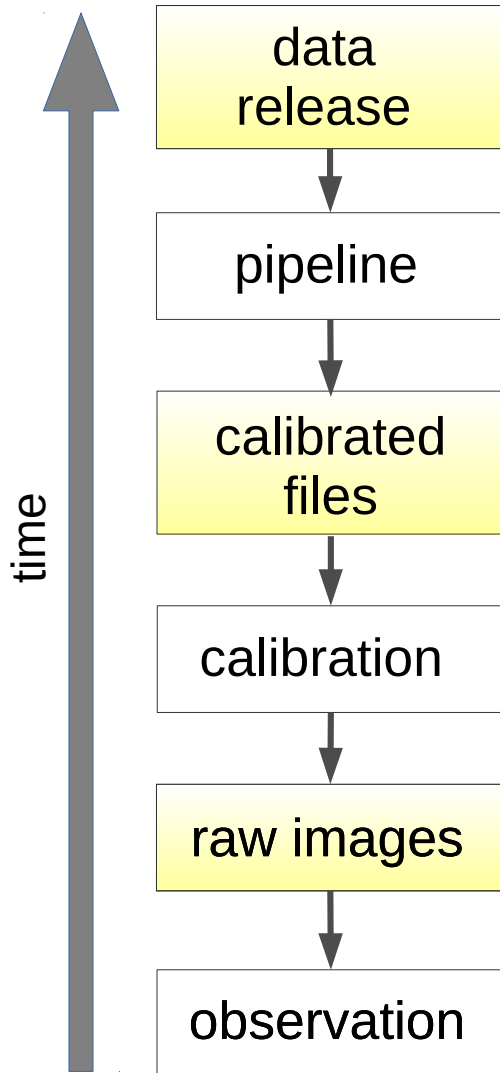 data
release
pipeline
calibrated
files
time
calibration
raw images
observation